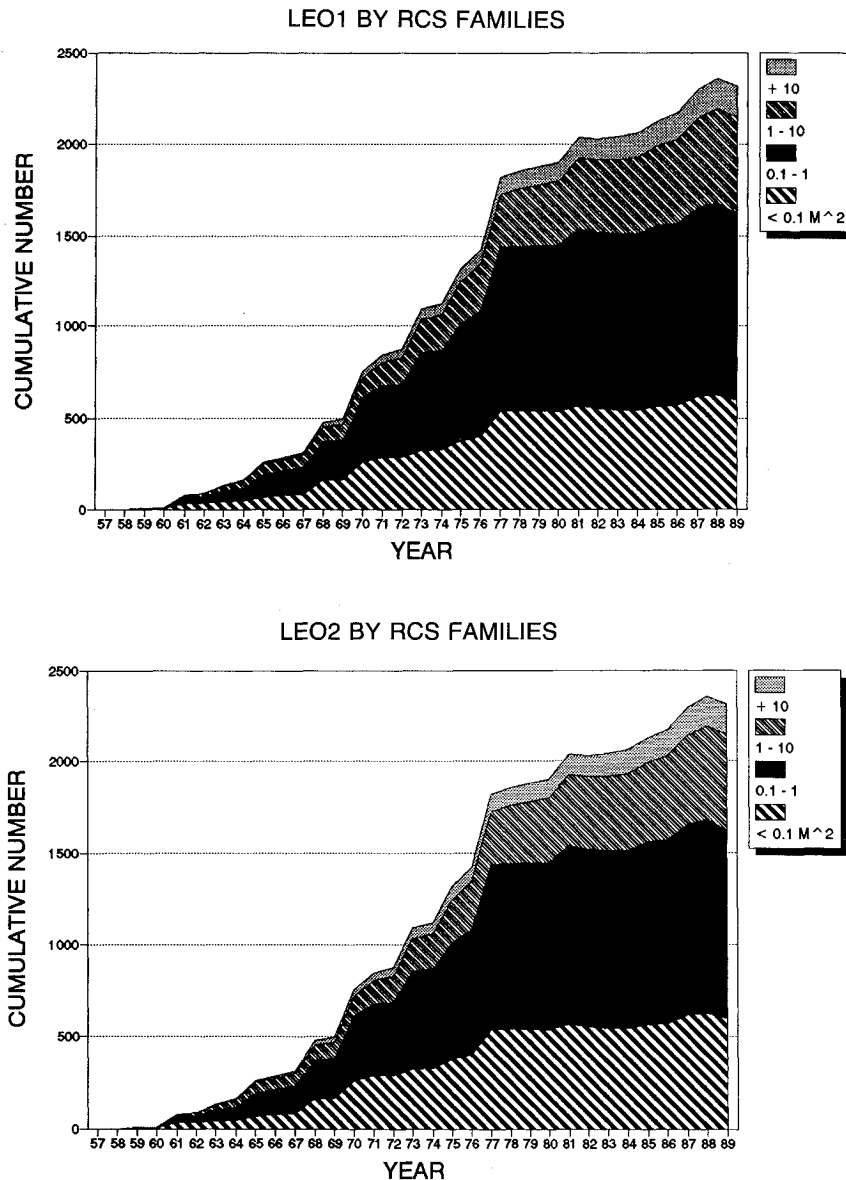 LEO1 BY RCS FAMILIES
2500
2000
1500
1000
500
0
CUMULATIVE NUMBER
57 58 59 60 61 62 63 64 65 66 67 68 69 70 71 72 73 74 75 76 77 78 79 80 81 82 83 84 85 86 87 88 89
YEAR
+ 10
1 - 10
0.1 - 1
< 0.1 M^2
LEO2 BY RCS FAMILIES
2500
2000
1500
1000
500
0
CUMULATIVE NUMBER
57 58 59 60 61 62 63 64 65 66 67 68 69 70 71 72 73 74 75 76 77 78 79 80 81 82 83 84 85 86 87 88 89
YEAR
+ 10
1 - 10
0.1 - 1
< 0.1 M^2